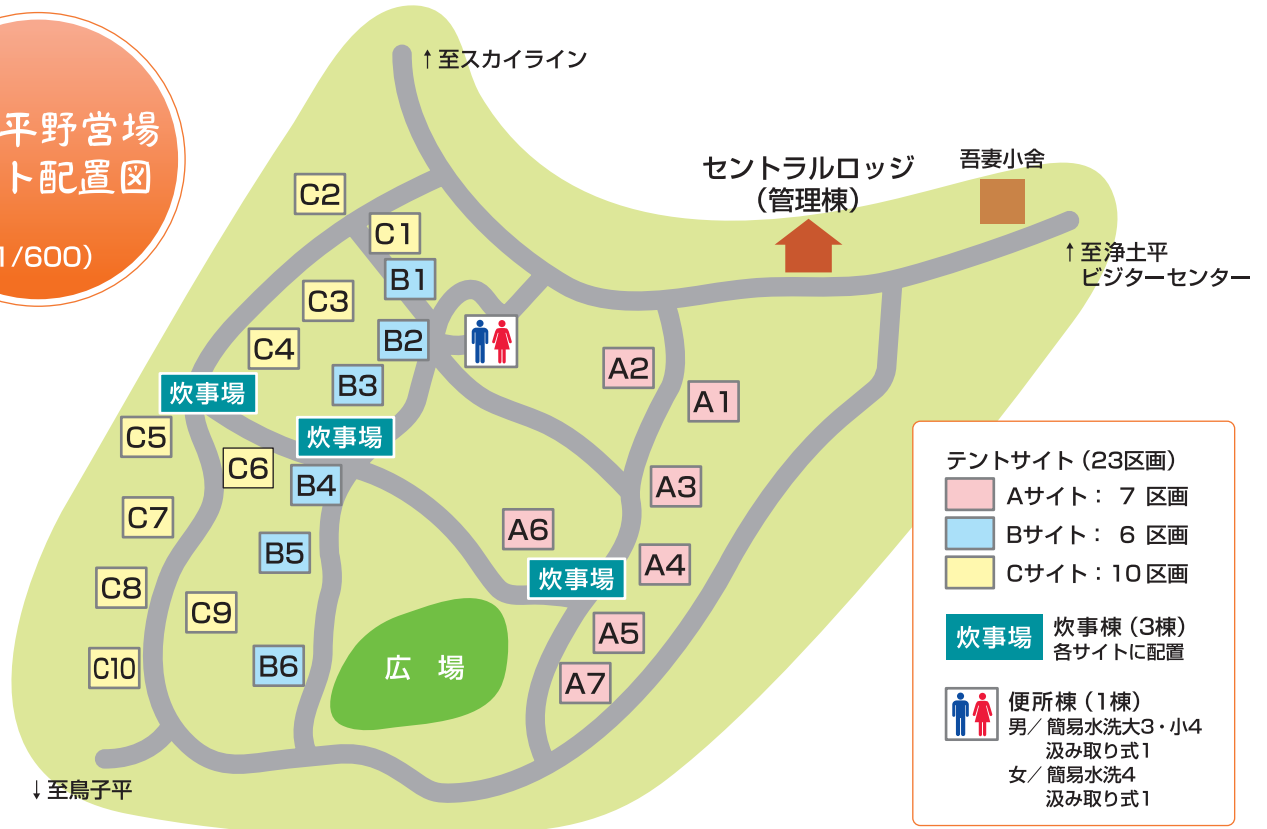 平野営場
ト配置図
1/600）
↑至スカイライン
セントラルロッジ
（管理棟）
吾妻小舎
↑至浄土平
ビジターセンター
C2
C1
B1
C3
B2
C4
B3
A2
A1
炊事場
炊事場
C5
C6
B4
A3
C7
A6
B5
A4
炊事場
C8
C9
A5
C10
B6
広　場
A7
↓至鳥子平
テントサイト（23区画）
Aサイト： 7 区画
Bサイト： 6 区画
Cサイト：10区画
炊事場
炊事棟（3棟）
各サイトに配置
便所棟（1棟）
男／簡易水洗大3・小4
汲み取り式1
女／簡易水洗4
汲み取り式1